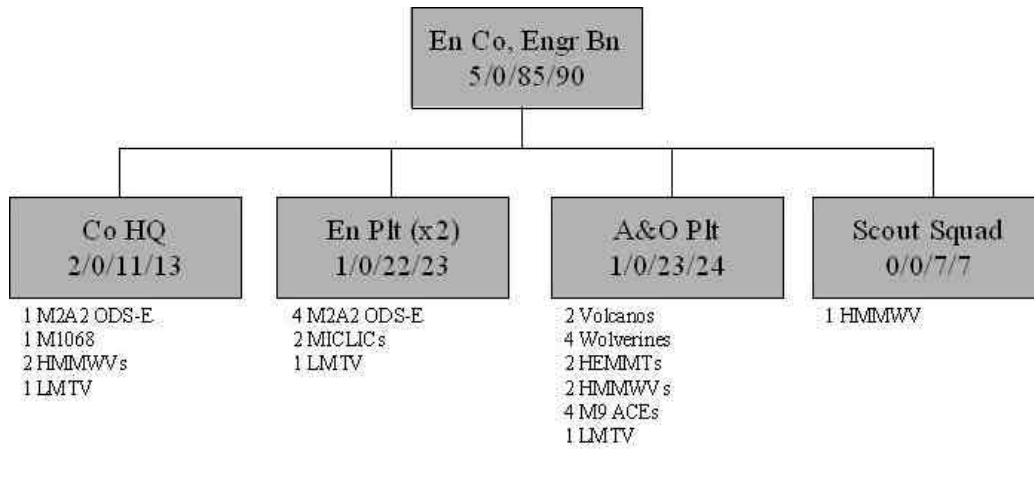 En Co, Engr Bn
5/0/85/90
Co HQ
2/0/11/13
1 M2A2 ODS-E
1 M1068
2 HMMWVs
1 LMTV
En Plt (x2)
1/0/22/23
4 M2A2 ODS-E
2 MICLICs
1 LMTV
A&O Plt
1/0/23/24
2 Volcanos
4 Wolverines
2 HEMMTs
2 HMMWVs
4 M9 ACEs
1 LMTV
Scout Squad
0/0/7/7
1 HMMWV